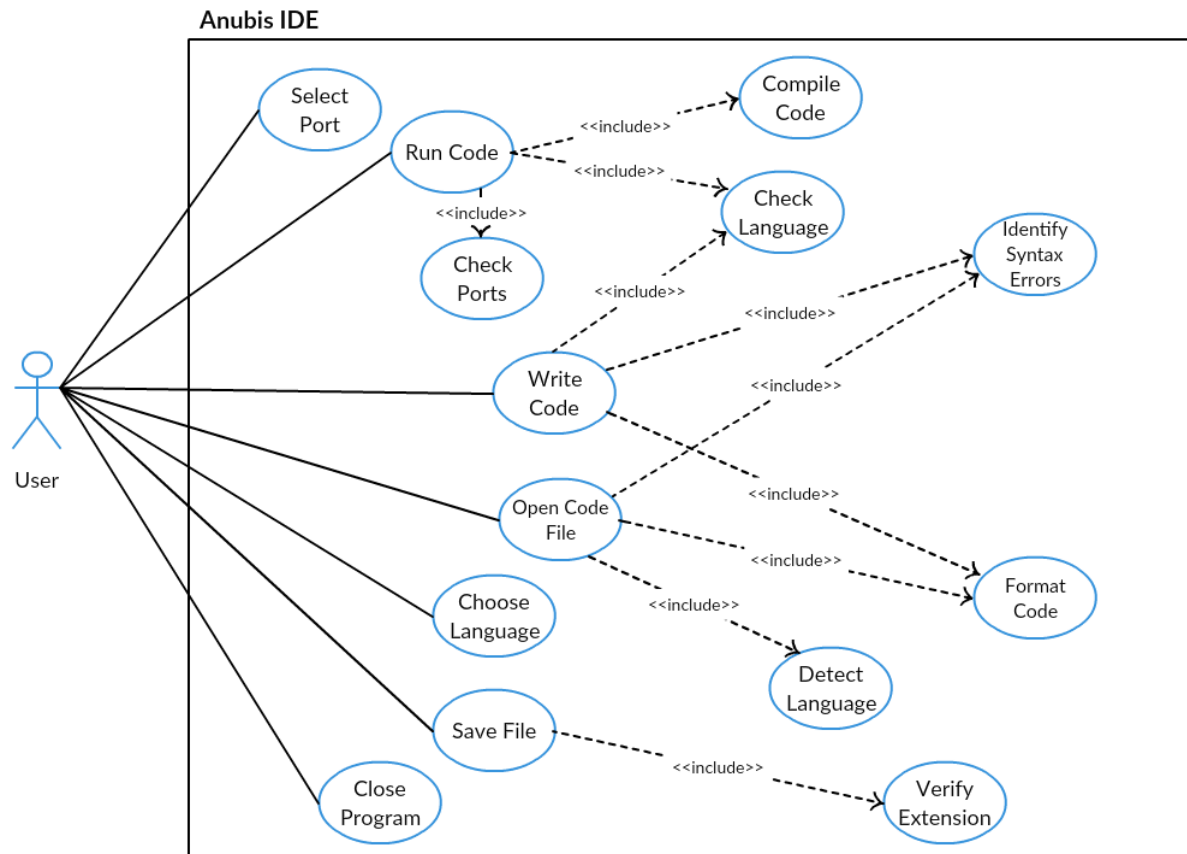 Anubis IDE
Select
Port
Run Code
<<include>>
Compile
Code
<<include>>
Check
Language
<<include>>
Check
Ports
Identify
Syntax
Errors
<<include>>
<<include>>
<<include>>
Write
Code
User
<<include>>
Open Code
File
<<include>>
Format
Code
<<include>>
Choose
Language
Detect
Language
Save File
<<include>>
Close
Program
Verify
Extension